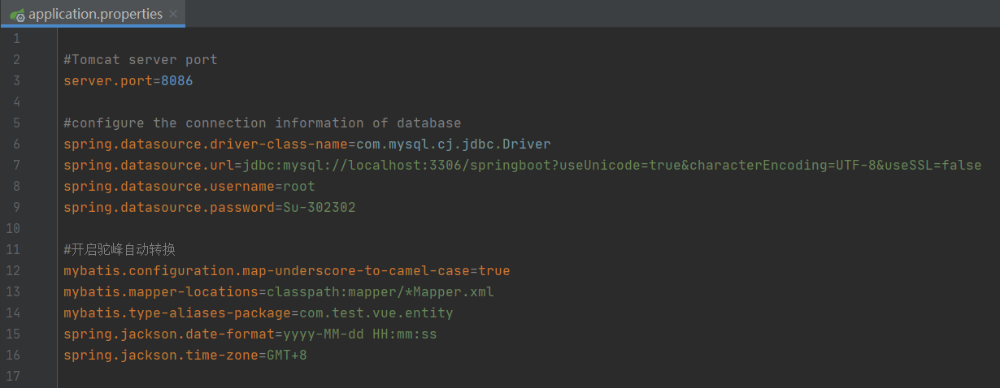 application.properties
1
2 #Tomcat server port
3 server.port=8086
4
5 #configure the connection information of database
6 spring.datasource.driver-class-name=com.mysql.cj.jdbc.Driver
7 spring.datasource.url=jdbc:mysql://localhost:3306/springboot?useUnicode=true&characterEncoding=UTF-8&useSSL=false
8 spring.datasource.username=root
9 spring.datasource.password=Su-302302
10
11 #开启驼峰自动转换
12 mybatis.configuration.map-underscore-to-camel-case=true
13 mybatis.mapper-locations=classpath:mapper/*Mapper.xml
14 mybatis.type-aliases-package=com.test.vue.entity
15 spring.jackson.date-format=yyyy-MM-dd HH:mm:ss
16 spring.jackson.time-zone=GMT+8
17